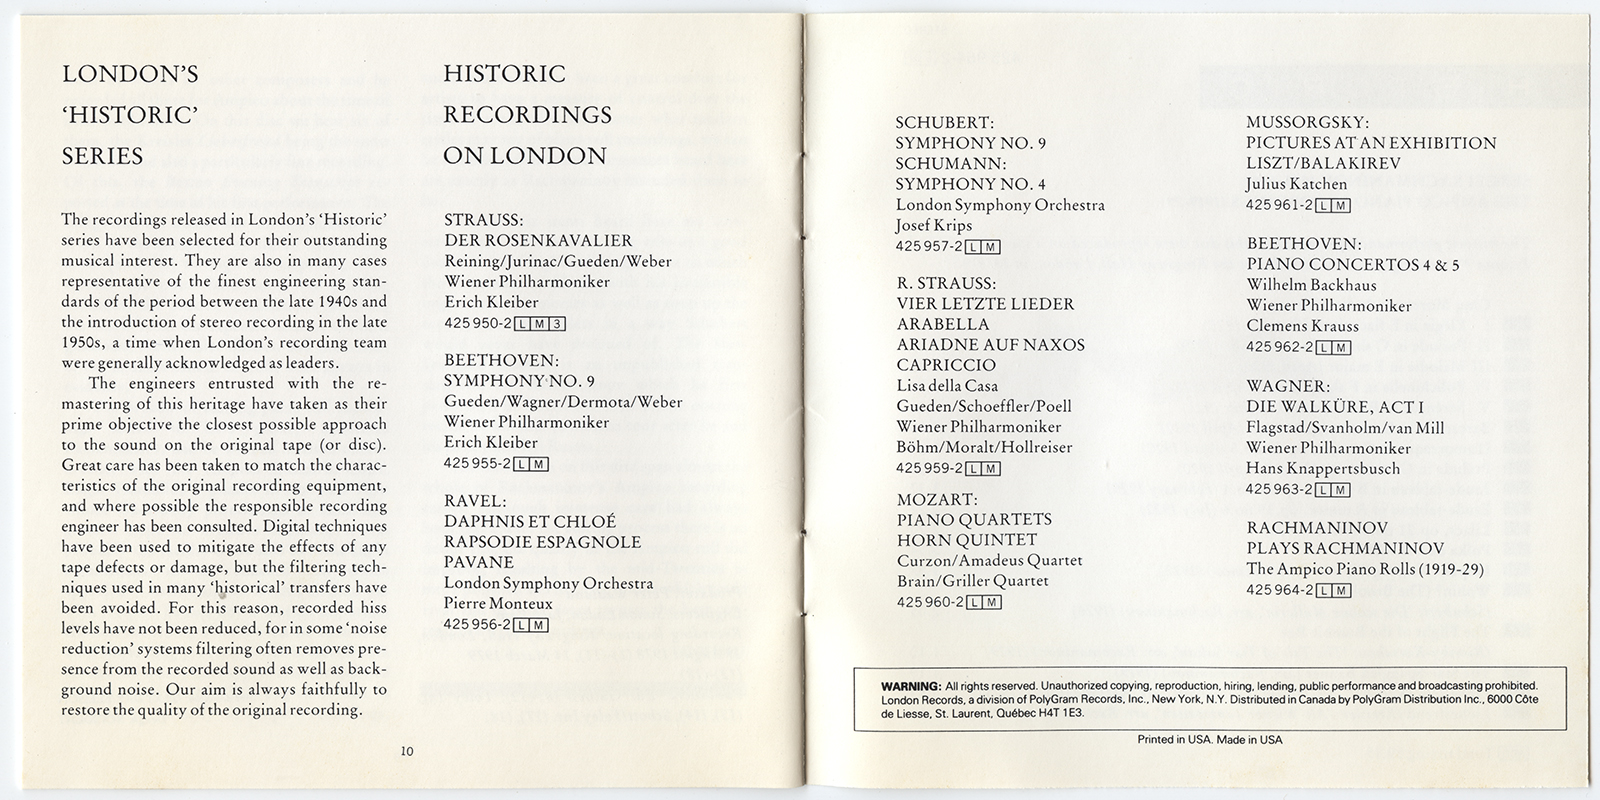 LONDON'S
‘HISTORIC’
SERIES
The recordings released in London's ‘Historic’
series have been selected for their outstanding
musical interest. They are also in many cases
representative of the finest engineering stan-
dards of the period between the late 1940s and
the introduction of stereo recording in the late
1950s, a time when London's recording team
were generally acknowledged as leaders.
The engineers entrusted with the re-
mastering of this heritage have taken as their
prime objective the closest possible approach
to the sound on the original tape (or disc).
Great care has been taken to match the charac-
teristics of the original recording equipment,
and where possible the responsible recording
engineer has been consulted. Digital techniques
have been used to mitigate the effects of any
tape defects or damage, but the filtering tech-
niques used in many ‘historical’ transfers have
been avoided. For this reason, recorded hiss
levels have not been reduced, for in some ‘noise
reduction’ systems filtering often removes pre-
sence from the recorded sound as well as back-
ground noise. Our aim is always faithfully to
restore the quality of the original recording.
HISTORIC
RECORDINGS
ON LONDON
STRAUSS:
DER ROSENKAVALIER
Reining/Jurinac/Gueden/Weber
Wiener Philharmoniker
Erich Kleiber
425 950-2 L M 3
BEETHOVEN:
SYMPHONY NO. 9
Gueden/Wagner/Dermota/Weber
Wiener Philharmoniker
Erich Kleiber
425 955-2 L M
RAVEL:
DAPHNIS ET CHLOÉ
RAPSODIE ESPAGNOLE
PAVANE
London Symphony Orchestra
Pierre Monteux
425 956-2 L M
10
SCHUBERT:
SYMPHONY NO. 9
SCHUMANN:
SYMPHONY NO. 4
London Symphony Orchestra
Josef Krips
425 957-2 L M
R. STRAUSS:
VIER LETZTE LIEDER
ARABELLA
ARIADNE AUF NAXOS
CAPRICCIO
Lisa della Casa
Gueden/Schoeffler/Poell
Wiener Philharmoniker
Böhm/Moralt/Hollreiser
425 959-2 L M
MOZART:
PIANO QUARTETS
HORN QUINTET
Curzon/Amadeus Quartet
Brain/Griller Quartet
425 960-2 L M
MUSSORGSKY:
PICTURES AT AN EXHIBITION
LISZT/BALAKIREV
Julius Katchen
425 961-2 L M
BEETHOVEN:
PIANO CONCERTOS 4 & 5
Wilhelm Backhaus
Wiener Philharmoniker
Clemens Krauss
425 962-2 L M
WAGNER:
DIE WALKÜRE, ACT I
Flagstad/Svanholm/van Mill
Wiener Philharmoniker
Hans Knappertsbusch
425 963-2 L M
RACHMANINOV
PLAYS RACHMANINOV
The Ampico Piano Rolls (1919-29)
425 964-2 L M
WARNING: All rights reserved. Unauthorized copying, reproduction, hiring, lending, public performance and broadcasting prohibited.
London Records, a division of PolyGram Records, Inc., New York, N.Y. Distributed in Canada by PolyGram Distribution Inc., 6000 Côte
de Liesse, St. Laurent, Québec H4T 1E3.
Printed in USA. Made in USA